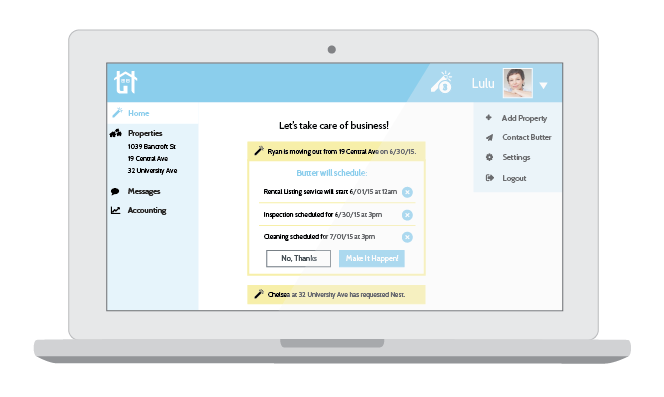 Lulu
Home
Properties
1039 Bancroft St
19 Central Ave
32 University Ave
Messages
Accounting
Let's take care of business!
Ryan is moving out from 19 Central Ave on 6/30/15.
Butter will schedule:
Rental Listing service will start 6/01/15 at 12am
Inspection scheduled for 6/30/15 at 3pm
Cleaning scheduled for 7/01/15 at 3pm
No, Thanks
Make It Happen!
Chelsea at 32 University Ave has requested Nest.
Add Property
Contact Butter
Settings
Logout